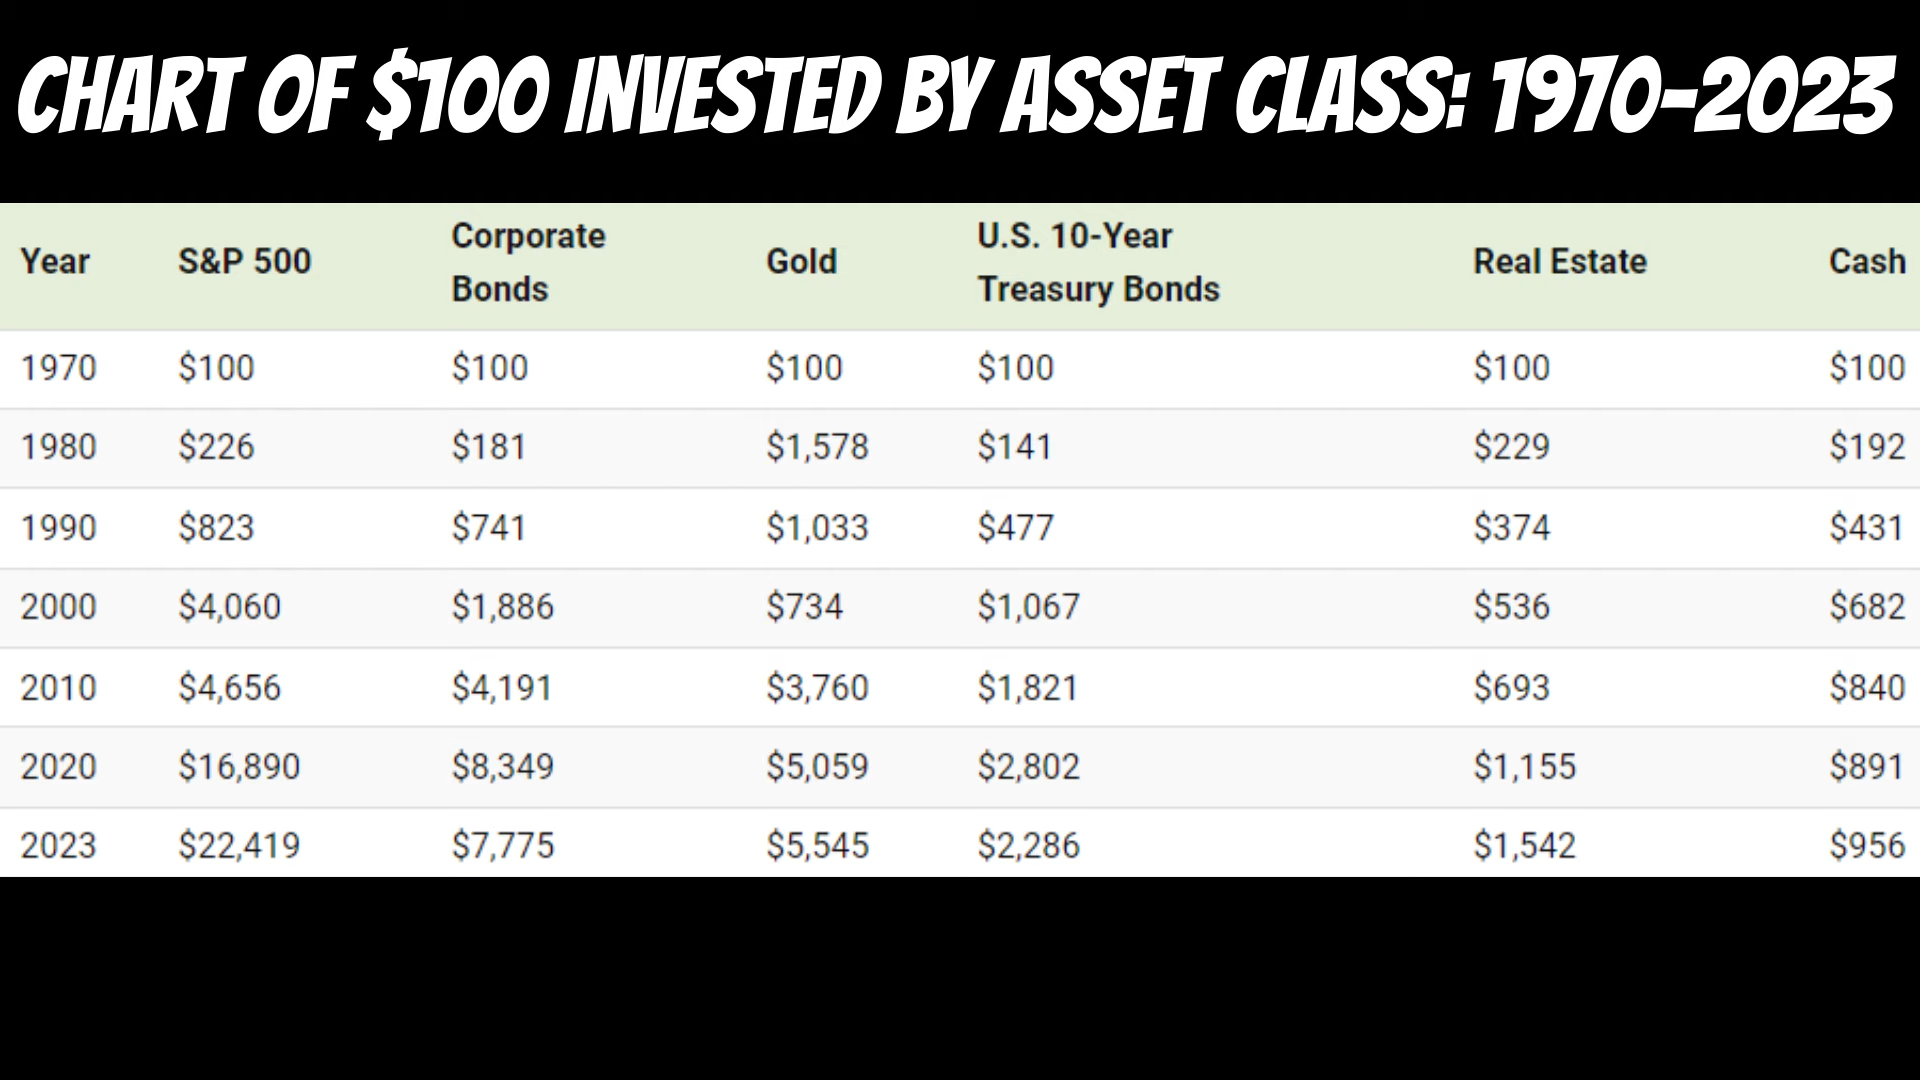 CHART OF $100 INVESTED BY ASSET CLASS: 1970-2023
Year S&P 500 Corporate Bonds Gold U.S. 10-Year Treasury Bonds Real Estate Cash
1970 $100 $100 $100 $100 $100 $100
1980 $226 $181 $1,578 $141 $229 $192
1990 $823 $741 $1,033 $477 $374 $431
2000 $4,060 $1,886 $734 $1,067 $536 $682
2010 $4,656 $4,191 $3,760 $1,821 $693 $840
2020 $16,890 $8,349 $5,059 $2,802 $1,155 $891
2023 $22,419 $7,775 $5,545 $2,286 $1,542 $956